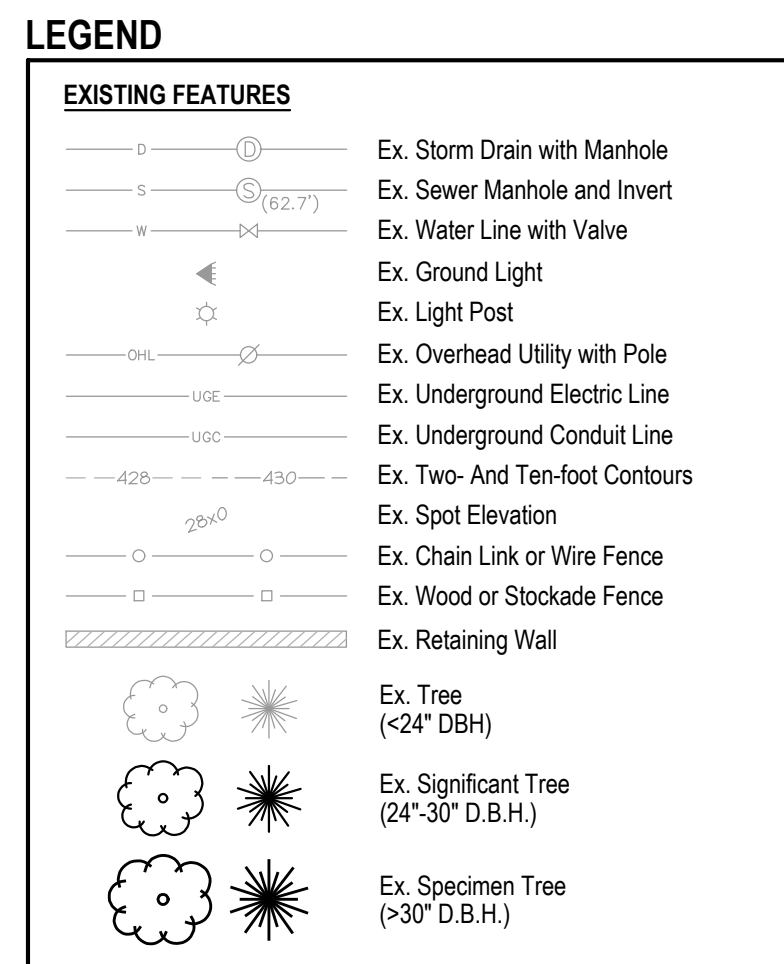 LEGEND
EXISTING FEATURES
D D Ex. Storm Drain with Manhole
S S (62.7') Ex. Sewer Manhole and Invert
W Ex. Water Line with Valve
Ex. Ground Light
Ex. Light Post
OHL Ex. Overhead Utility with Pole
UGE Ex. Underground Electric Line
UGC Ex. Underground Conduit Line
428 430 Ex. Two- And Ten-foot Contours
28x0 Ex. Spot Elevation
Ex. Chain Link or Wire Fence
Ex. Wood or Stockade Fence
Ex. Retaining Wall
Ex. Tree
(<24" DBH)
Ex. Significant Tree
(24"-30" D.B.H.)
Ex. Specimen Tree
(>30" D.B.H.)